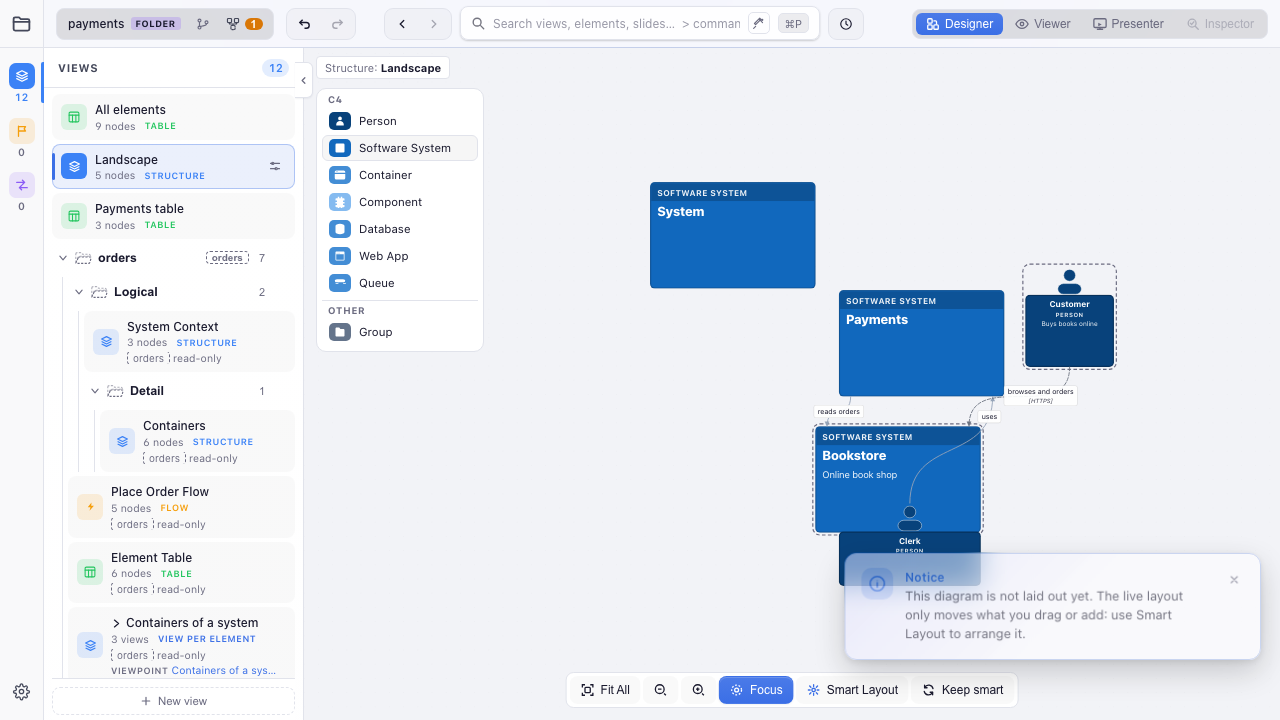 payments FOLDER 1
Search views, elements, slides... > comman
⌘P
Designer
Viewer
Presenter
Inspector
VIEWS 12
12
0
0
All elements
9 nodes TABLE
Landscape
5 nodes STRUCTURE
Payments table
3 nodes TABLE
orders orders 7
Logical 2
System Context
3 nodes STRUCTURE
orders read-only
Detail 1
Containers
6 nodes STRUCTURE
orders read-only
Place Order Flow
5 nodes FLOW
orders read-only
Element Table
6 nodes TABLE
orders read-only
Containers of a system
3 views VIEW PER ELEMENT
orders read-only
VIEWPOINT Containers of a sys...
New view
Structure: Landscape
C4
Person
Software System
Container
Component
Database
Web App
Queue
OTHER
Group
SOFTWARE SYSTEM
System
SOFTWARE SYSTEM
Payments
Customer
PERSON
Buys books online
browses and orders
[HTTPS]
reads orders
uses
SOFTWARE SYSTEM
Bookstore
Online book shop
Clerk
PERSON
Notice
This diagram is not laid out yet. The live layout
only moves what you drag or add: use Smart
Layout to arrange it.
Fit All
Focus
Smart Layout
Keep smart